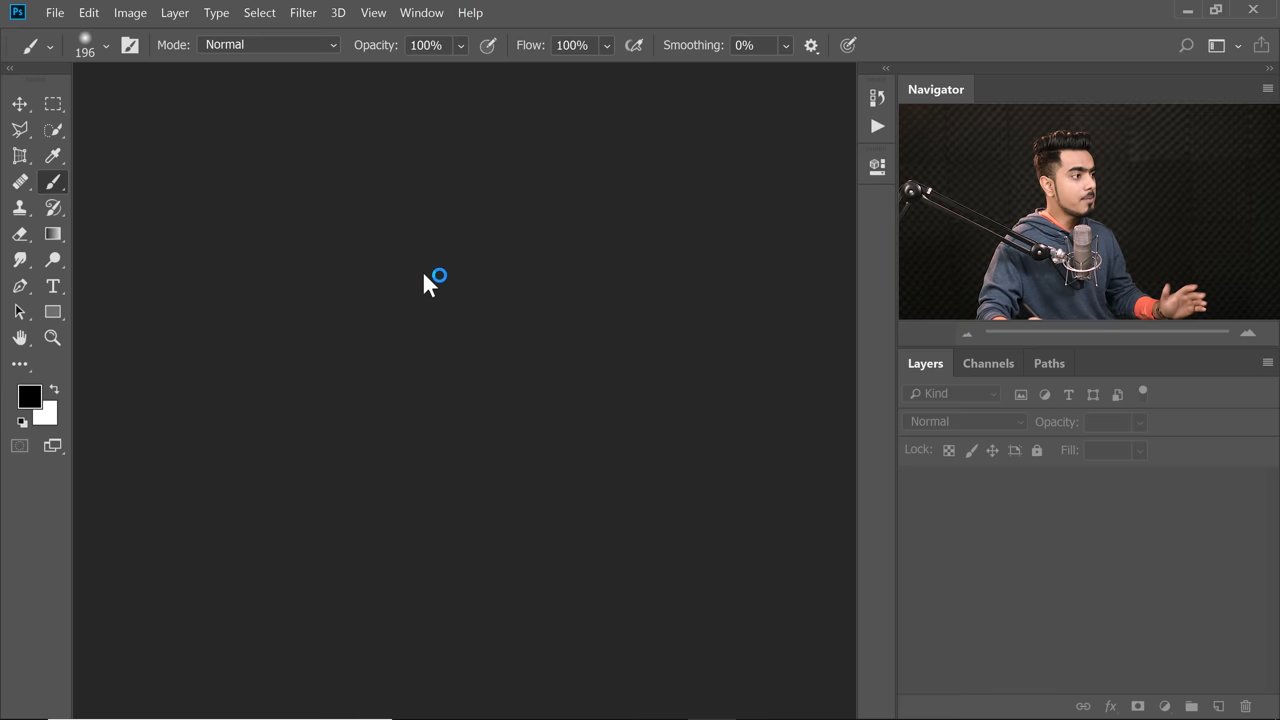 Ps File Edit Image Layer Type Select Filter 3D View Window Help
196 Mode: Normal Opacity: 100% Flow: 100% Smoothing: 0%
Navigator
Layers Channels Paths
Kind
Normal Opacity:
Lock: Fill: